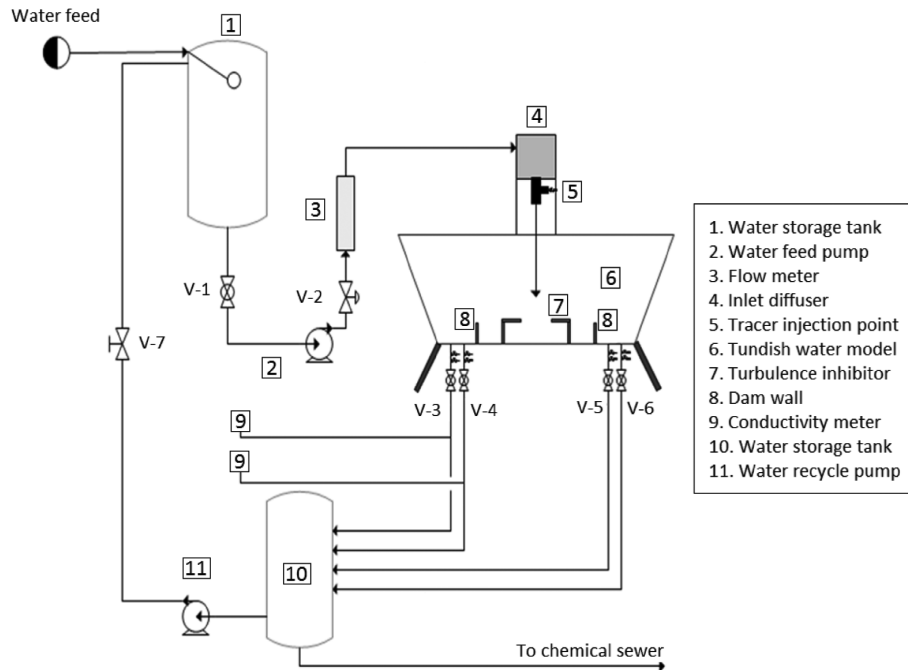 Water feed
1
4
5
3
V-1
V-2
6
7
8
8
2
V-7
V-3
V-4
V-5
V-6
9
9
11
10
To chemical sewer
1. Water storage tank
2. Water feed pump
3. Flow meter
4. Inlet diffuser
5. Tracer injection point
6. Tundish water model
7. Turbulence inhibitor
8. Dam wall
9. Conductivity meter
10. Water storage tank
11. Water recycle pump